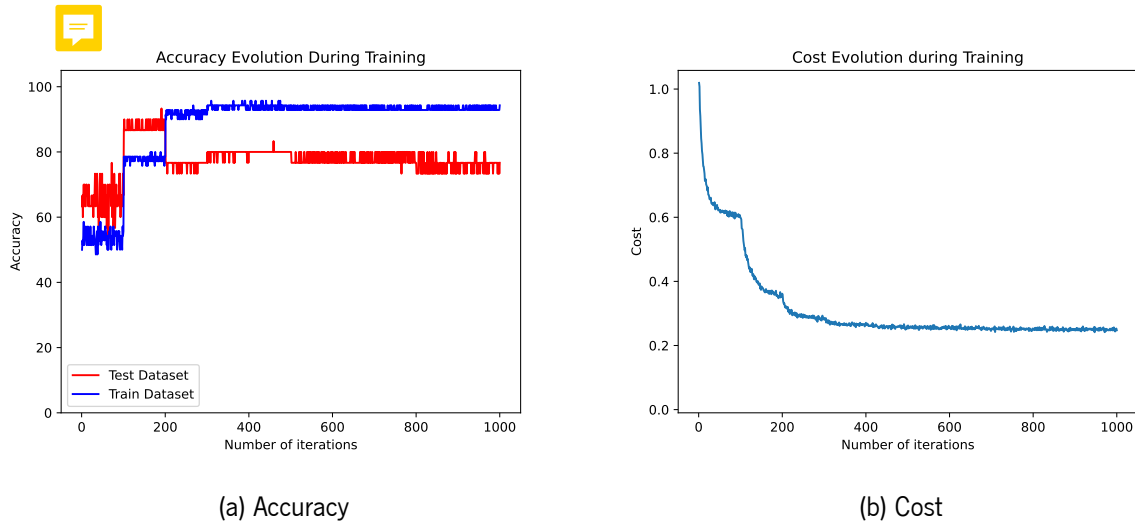 Accuracy Evolution During Training
100
80
60
40
20
0
Accuracy
Test Dataset
Train Dataset
0 200 400 600 800 1000
Number of iterations
(a) Accuracy
Cost Evolution during Training
1.0
0.8
0.6
0.4
0.2
0.0
Cost
0 200 400 600 800 1000
Number of iterations
(b) Cost